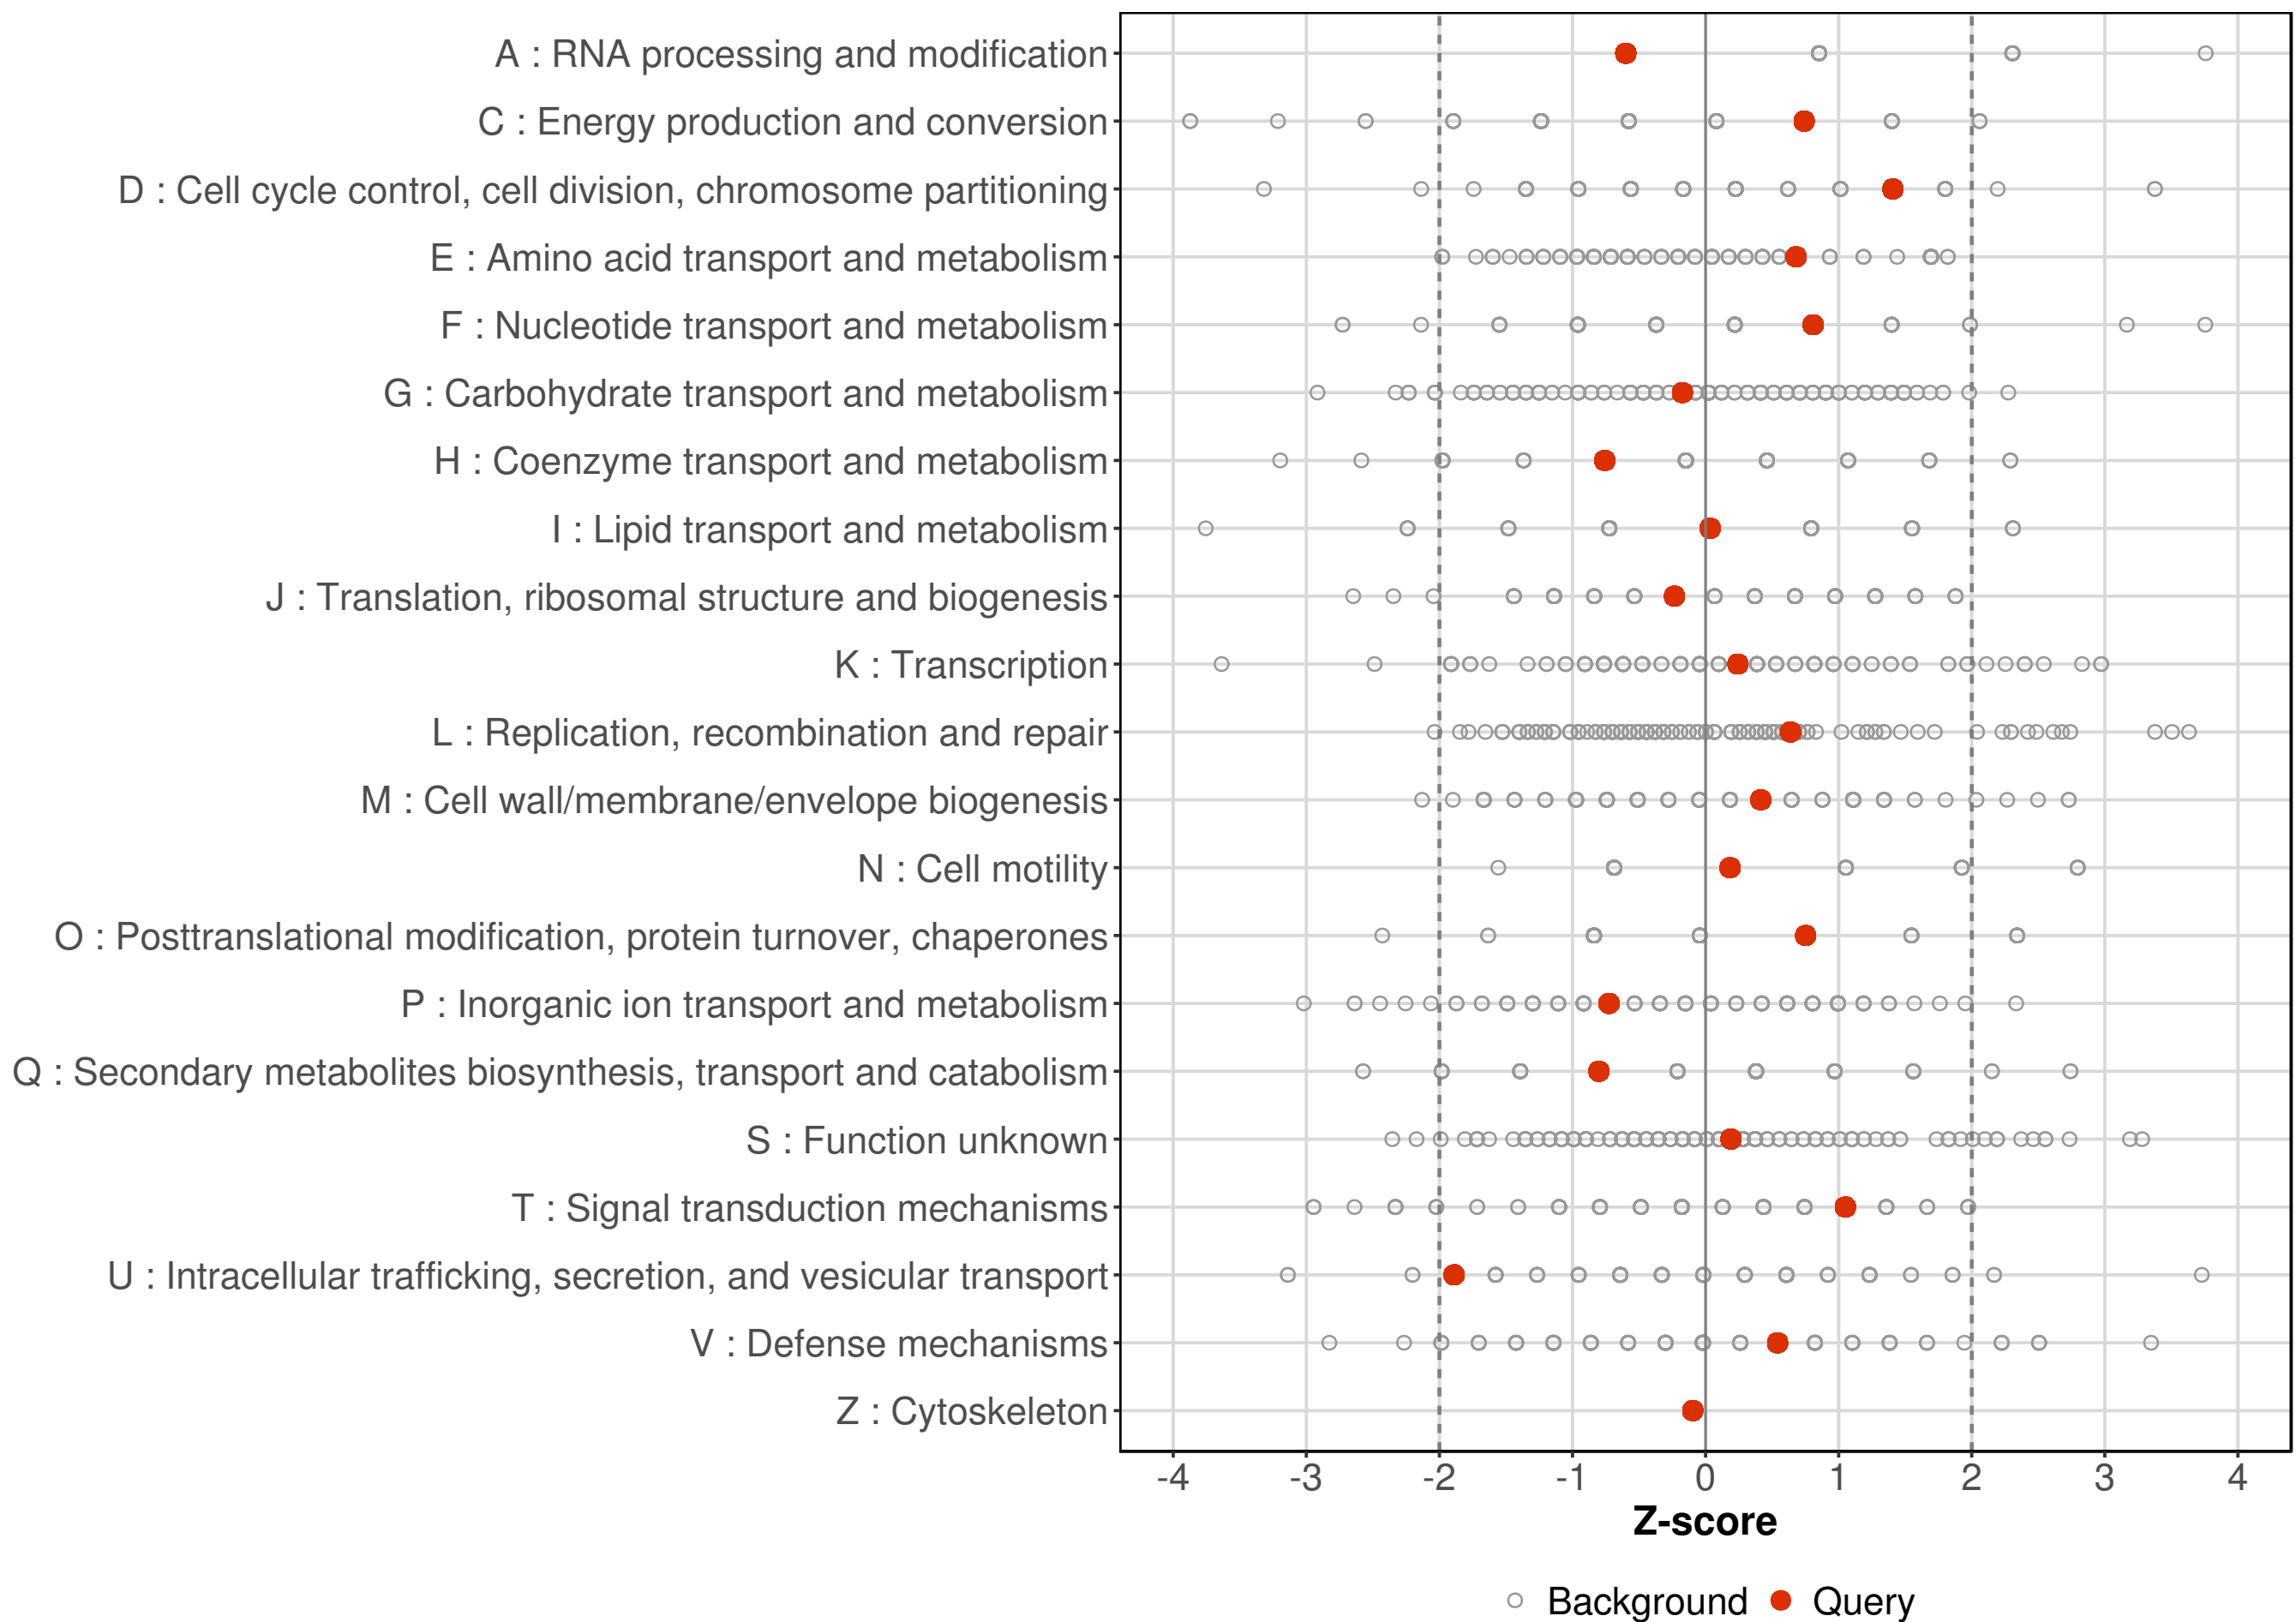 A : RNA processing and modification
C : Energy production and conversion
D : Cell cycle control, cell division, chromosome partitioning
E : Amino acid transport and metabolism
F : Nucleotide transport and metabolism
G : Carbohydrate transport and metabolism
H : Coenzyme transport and metabolism
I : Lipid transport and metabolism
J : Translation, ribosomal structure and biogenesis
K : Transcription
L : Replication, recombination and repair
M : Cell wall/membrane/envelope biogenesis
N : Cell motility
O : Posttranslational modification, protein turnover, chaperones
P : Inorganic ion transport and metabolism
Q : Secondary metabolites biosynthesis, transport and catabolism
S : Function unknown
T : Signal transduction mechanisms
U : Intracellular trafficking, secretion, and vesicular transport
V : Defense mechanisms
Z : Cytoskeleton
-4 -3 -2 -1 0 1 2 3 4
Z-score
Background Query